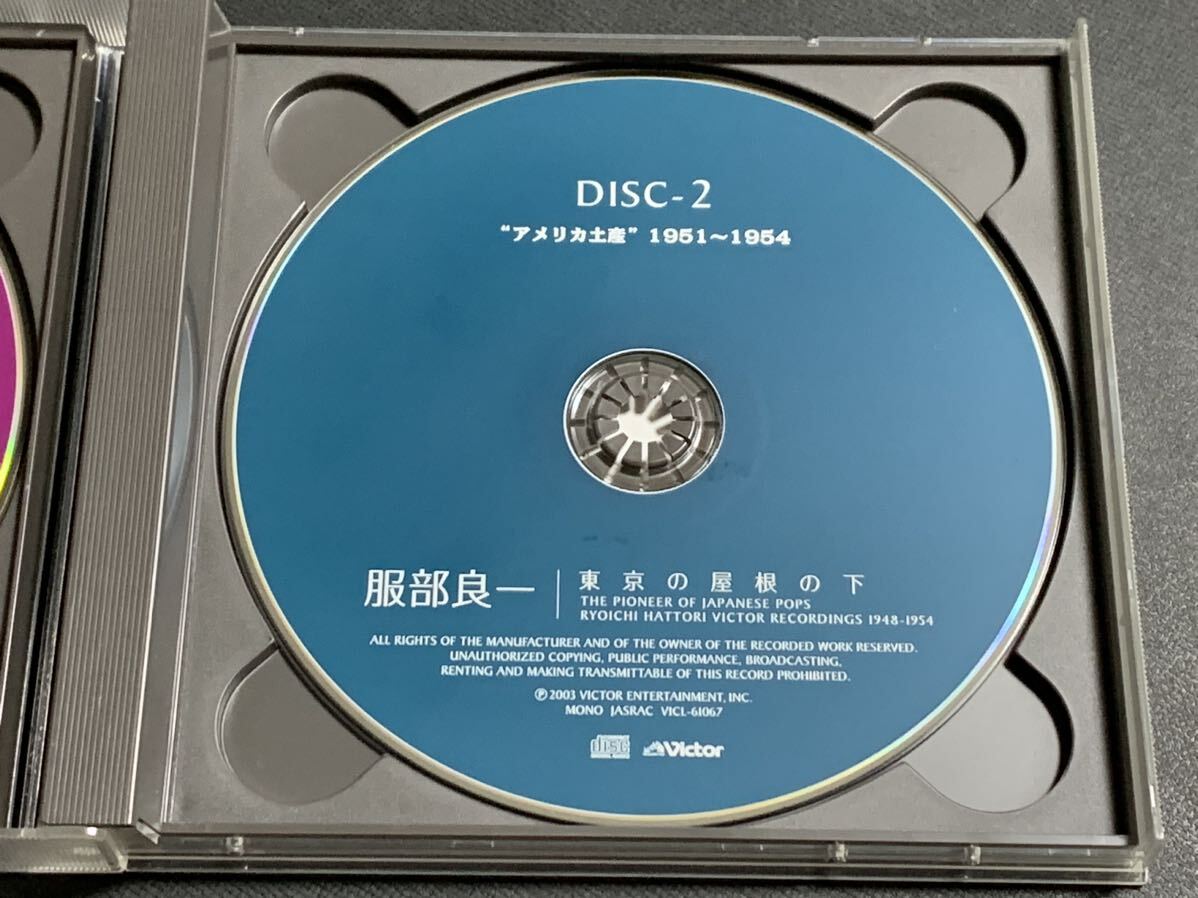 DISC-2
“アメリカ土産” 1951～1954
服部良一
東京の屋根の下
THE PIONEER OF JAPANESE POPS
RYOICHI HATTORI VICTOR RECORDINGS 1948-1954
ALL RIGHTS OF THE MANUFACTURER AND OF THE OWNER OF THE RECORDED WORK RESERVED.
UNAUTHORIZED COPYING, PUBLIC PERFORMANCE, BROADCASTING,
RENTING AND MAKING TRANSMITTABLE OF THIS RECORD PROHIBITED.
℗2003 VICTOR ENTERTAINMENT, INC.
MONO JASRAC VICL-61067
disc Victor